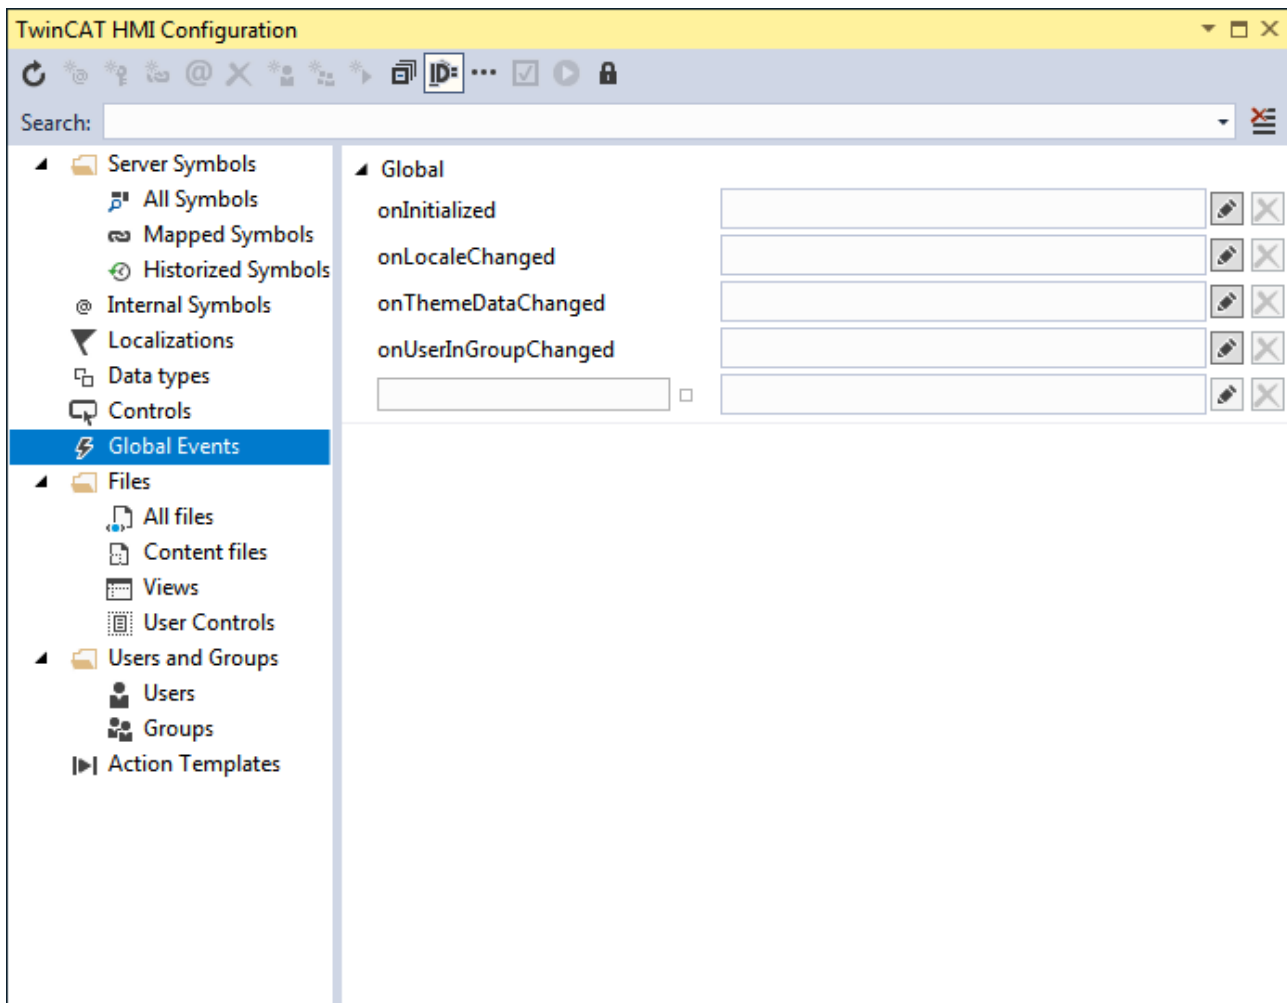 TwinCAT HMI Configuration
ID=
Search:
Server Symbols
All Symbols
Mapped Symbols
Historized Symbols
@ Internal Symbols
Localizations
Data types
Controls
Global Events
Files
All files
Content files
Views
User Controls
Users and Groups
Users
Groups
Action Templates
Global
onInitialized
onLocaleChanged
onThemeDataChanged
onUserInGroupChanged